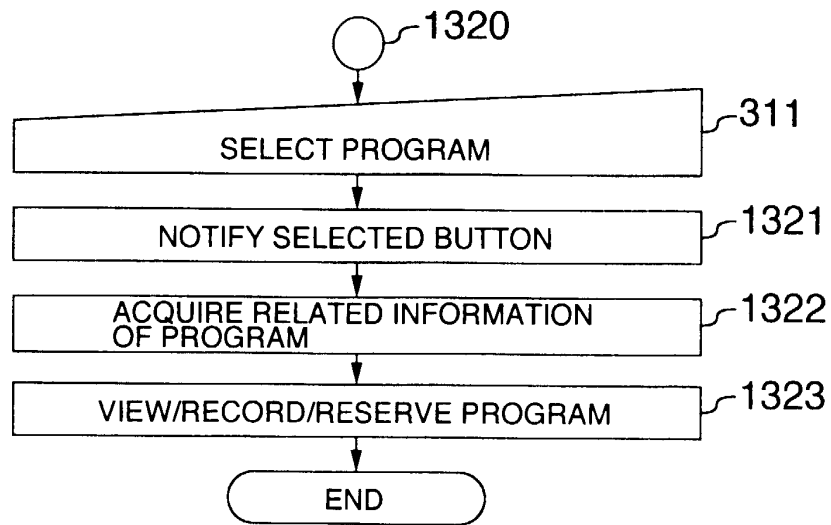 1320
SELECT PROGRAM
311
NOTIFY SELECTED BUTTON
1321
ACQUIRE RELATED INFORMATION
OF PROGRAM
1322
VIEW/RECORD/RESERVE PROGRAM
1323
END